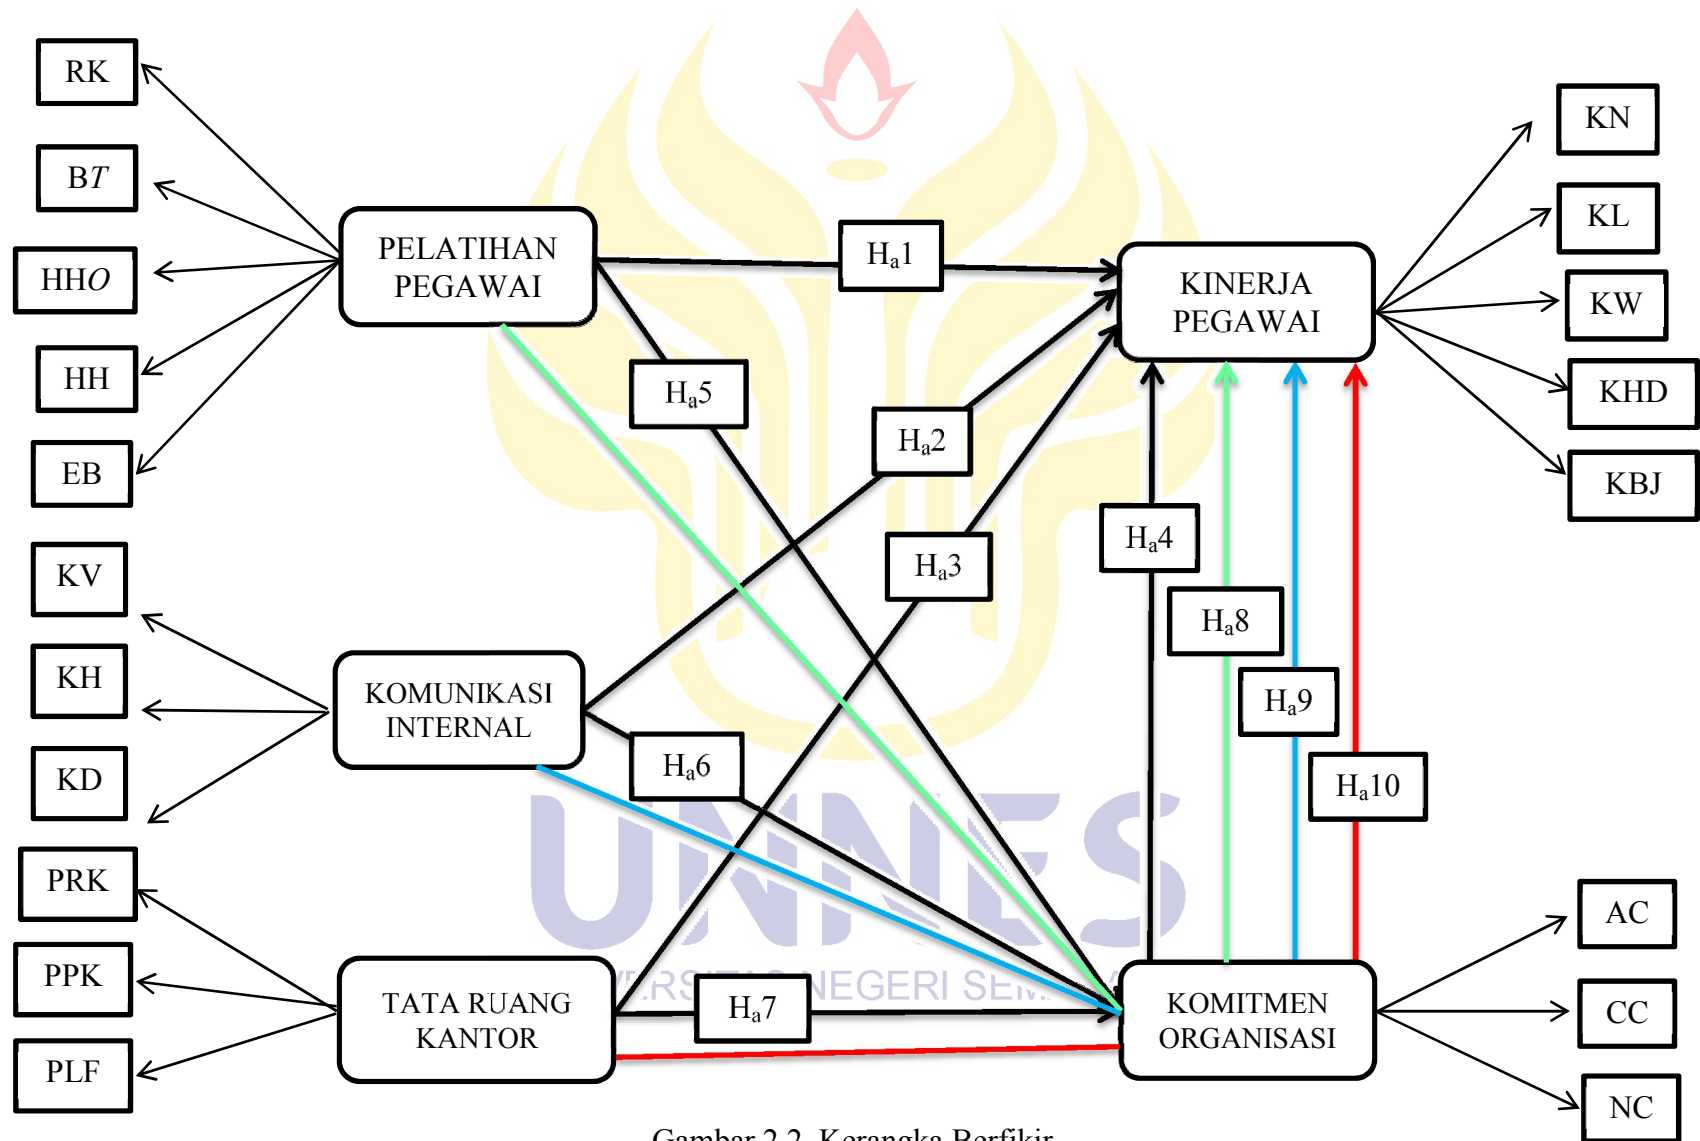 RK
BT
HHO
HH
EB
KV
KH
KD
PRK
PPK
PLF
PELATIHAN
PEGAWAI
KOMUNIKASI
INTERNAL
TATA RUANG
KANTOR
Ha1
Ha5
Ha2
Ha3
Ha4
Ha8
Ha9
Ha6
Ha10
Ha7
KINERJA
PEGAWAI
KOMITMEN
ORGANISASI
KN
KL
KW
KHD
KBJ
AC
CC
NC
UNNES
NEGERI
Gambar 2.2 Kerangka Berfikir